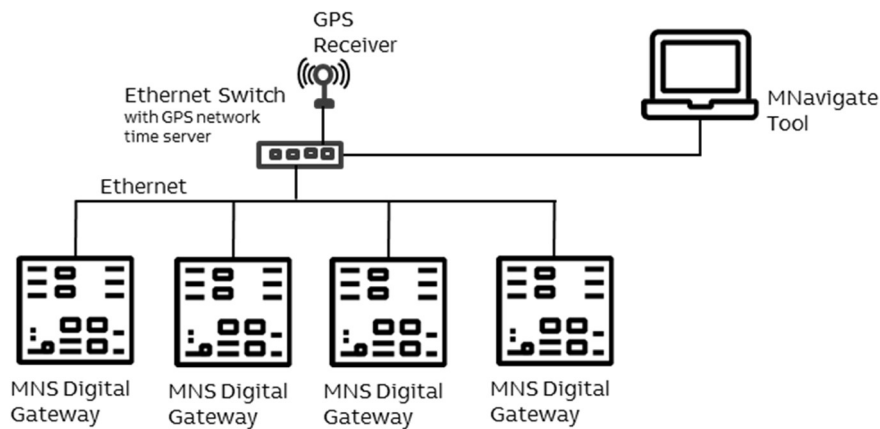 GPS
Receiver
Ethernet Switch
with GPS network
time server
MNavigate
Tool
Ethernet
MNS Digital
Gateway
MNS Digital
Gateway
MNS Digital
Gateway
MNS Digital
Gateway